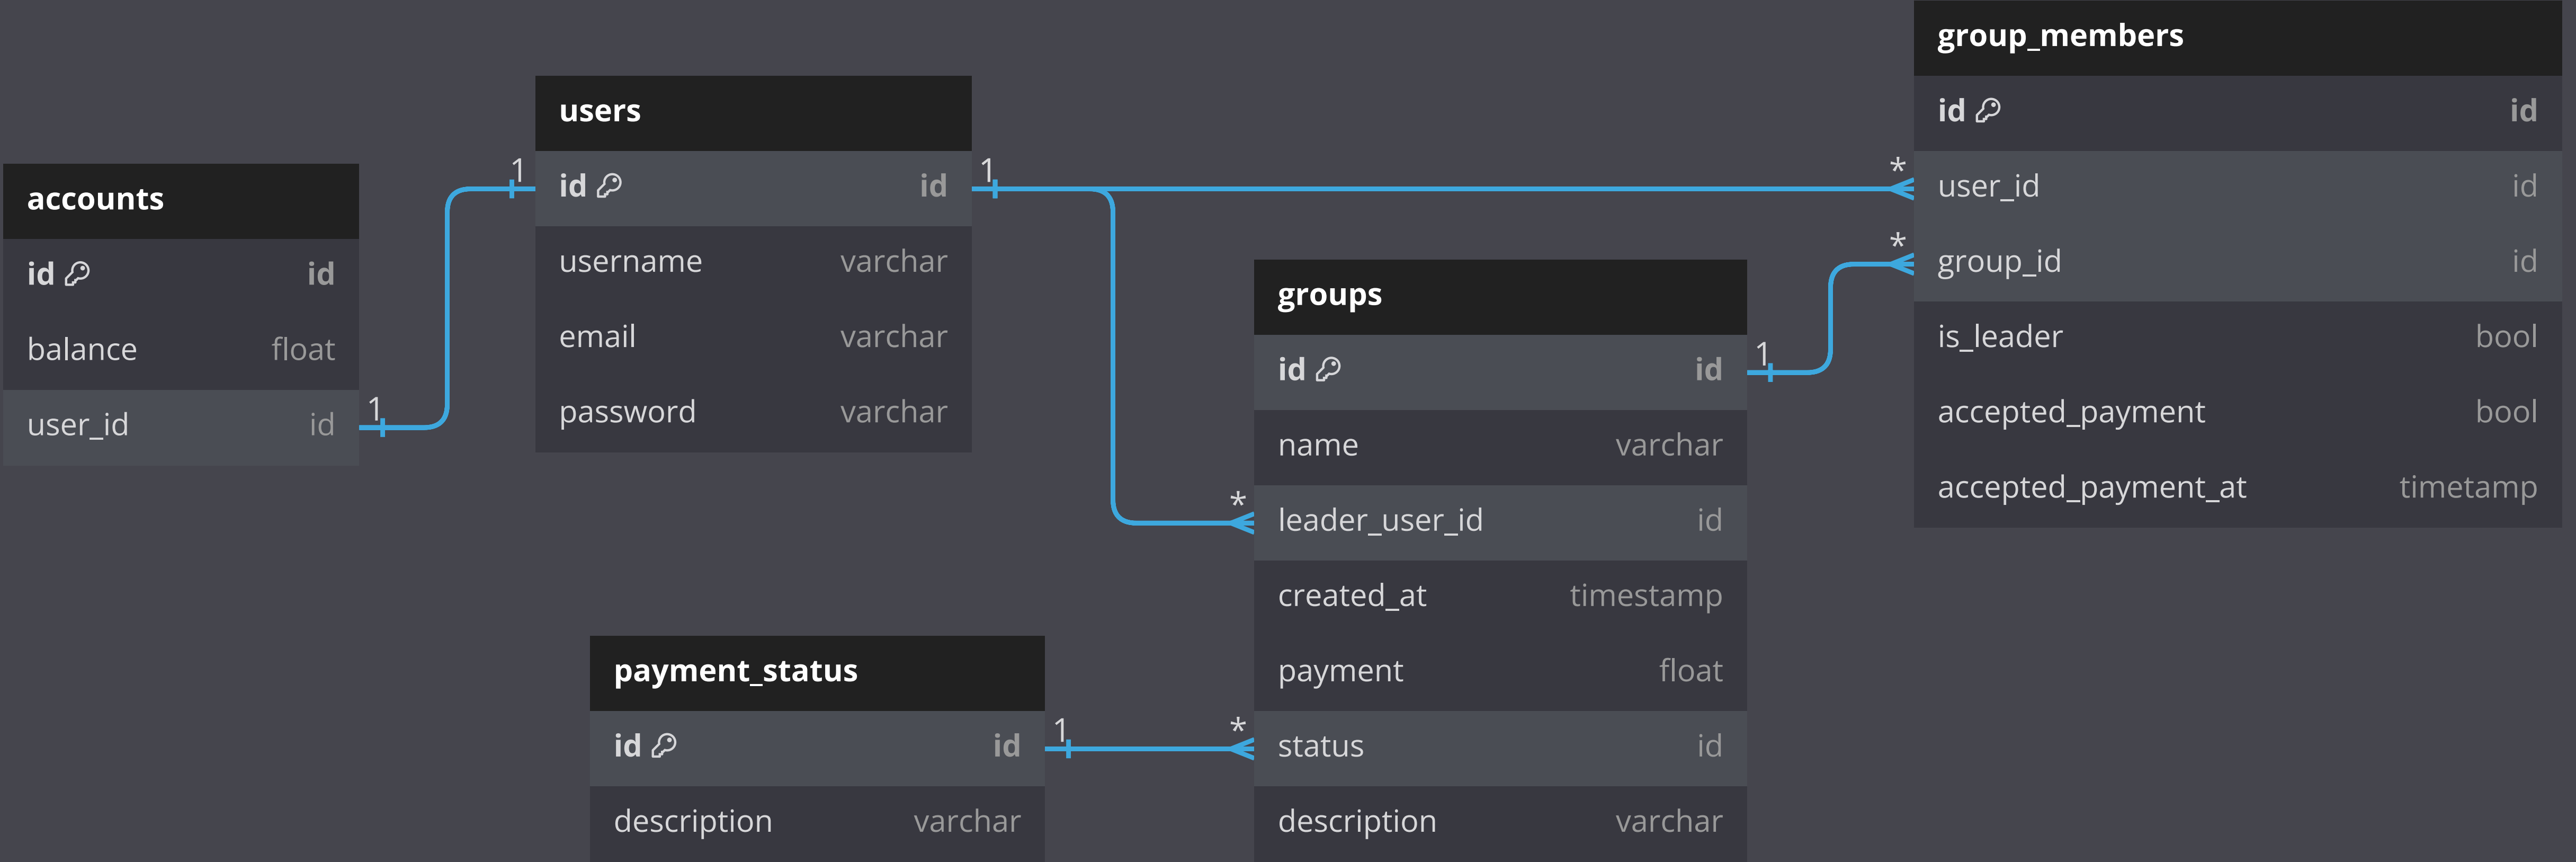 accounts
id id
balance float
user_id id
1
1
users
id id
username varchar
email varchar
password varchar
1
*
*
*
payment_status
id id
description varchar
1
*
groups
id id
name varchar
leader_user_id id
created_at timestamp
payment float
status id
description varchar
1
group_members
id id
user_id id
group_id id
is_leader bool
accepted_payment bool
accepted_payment_at timetamp